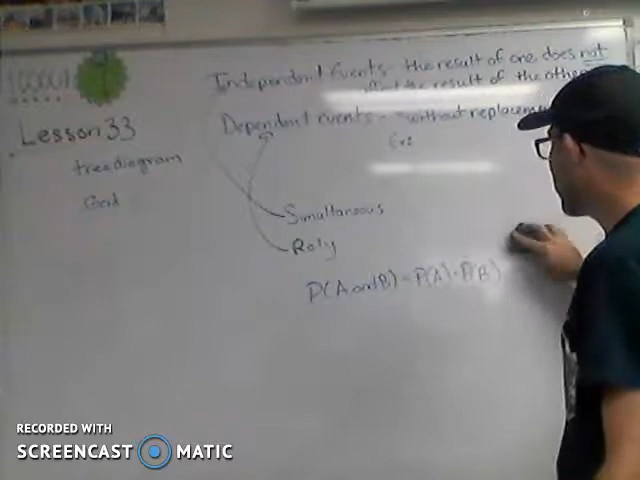 Independent events - the result of one does not
the result of the other
Lesson 33
Dependent events - "without replacement
tree diagram
Ex:
Simultaneous
P(A and B) = P(A) · P(B)
RECORDED WITH
SCREENCAST MATIC